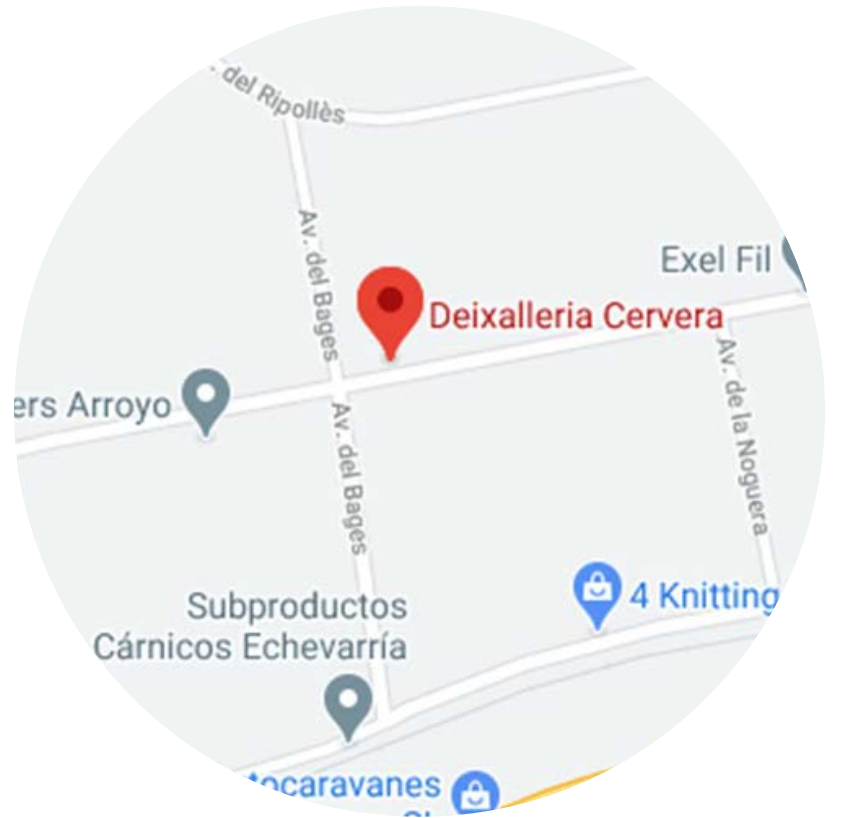 . del Ripollès
Av. del Bages
Exel Fil
Deixalleria Cervera
ers Arroyo
Av. de la Noguera
Av. del Bages
4 Knitting
Subproductos
Cárnicos Echevarría
ocaravanes